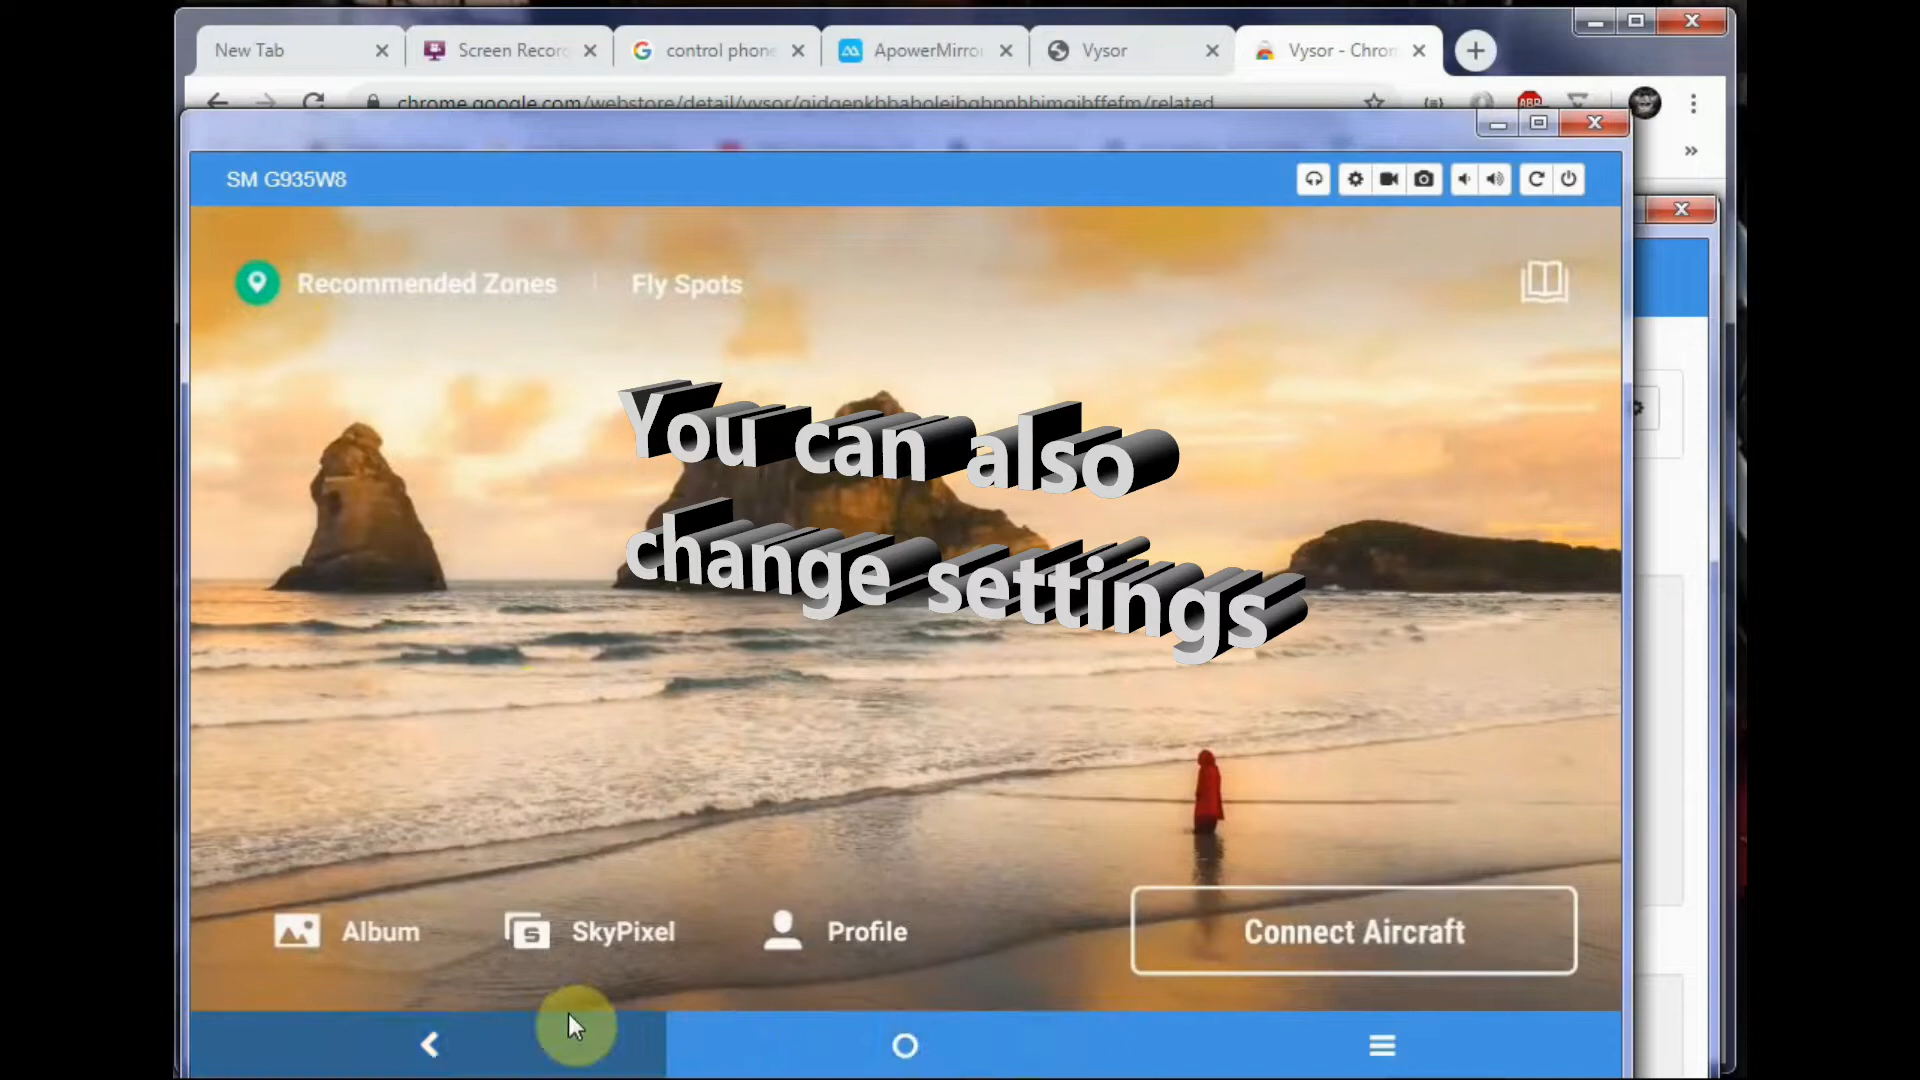 New Tab
Screen Recor
control phone
ApowerMirro
Vysor
Vysor - Chron
SM G935W8
Recommended Zones
Fly Spots
You can also
change settings
Album
SkyPixel
Profile
Connect Aircraft